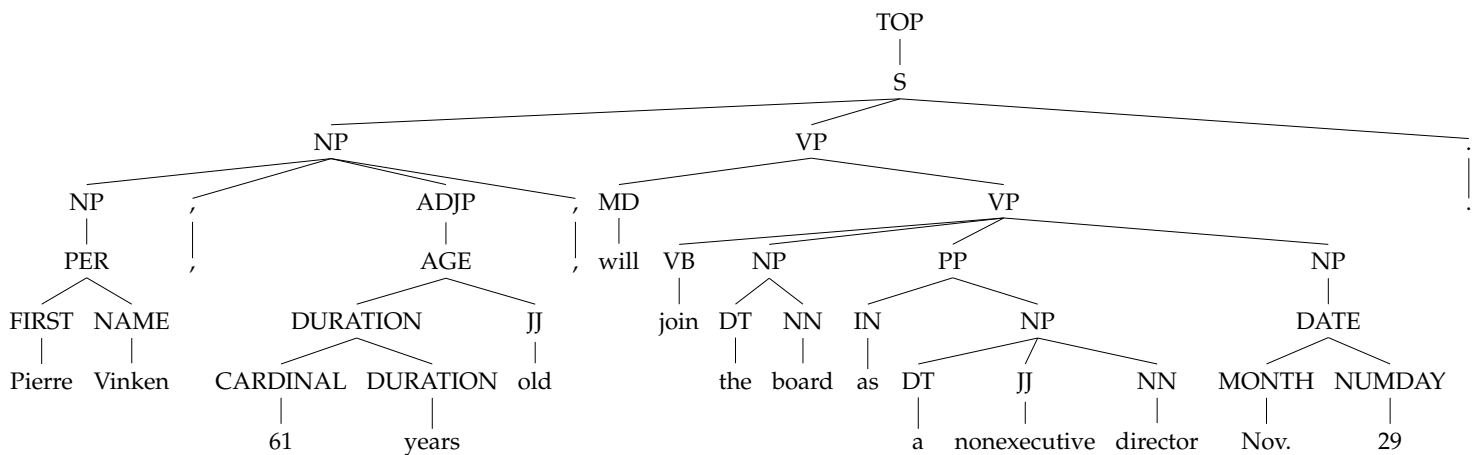 TOP
S
NP VP .
NP , ADJP , MD VP .
PER , AGE , will VB NP PP NP
FIRST NAME DURATION JJ join DT NN IN NP DATE
Pierre Vinken CARDINAL DURATION old the board as DT JJ NN MONTH NUMDAY
61 years a nonexecutive director Nov. 29